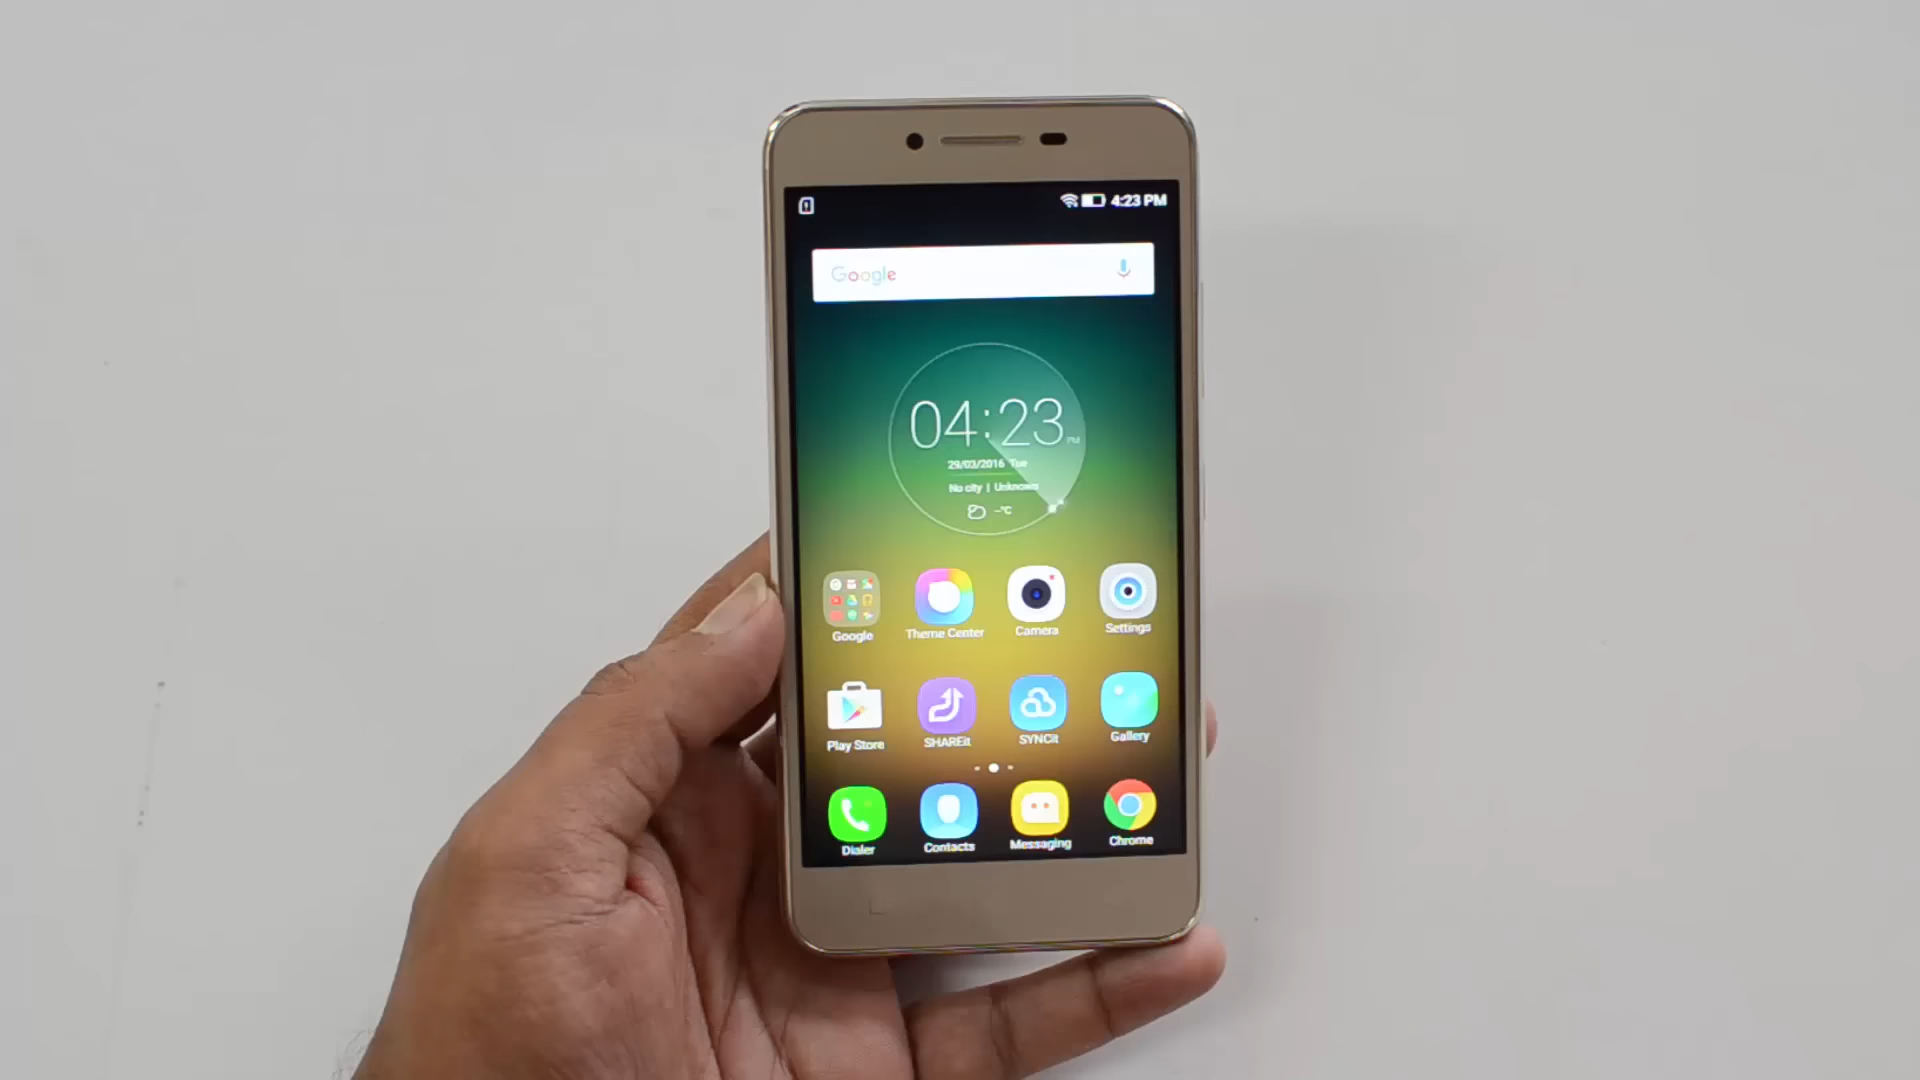 4:23 PM
Google
04:23 PM
29/03/2016 Tue
No city | Unknown
--°C
Google Theme Center Camera Settings
Play Store SHAREit SYNCit Gallery
Dialer Contacts Messaging Chrome